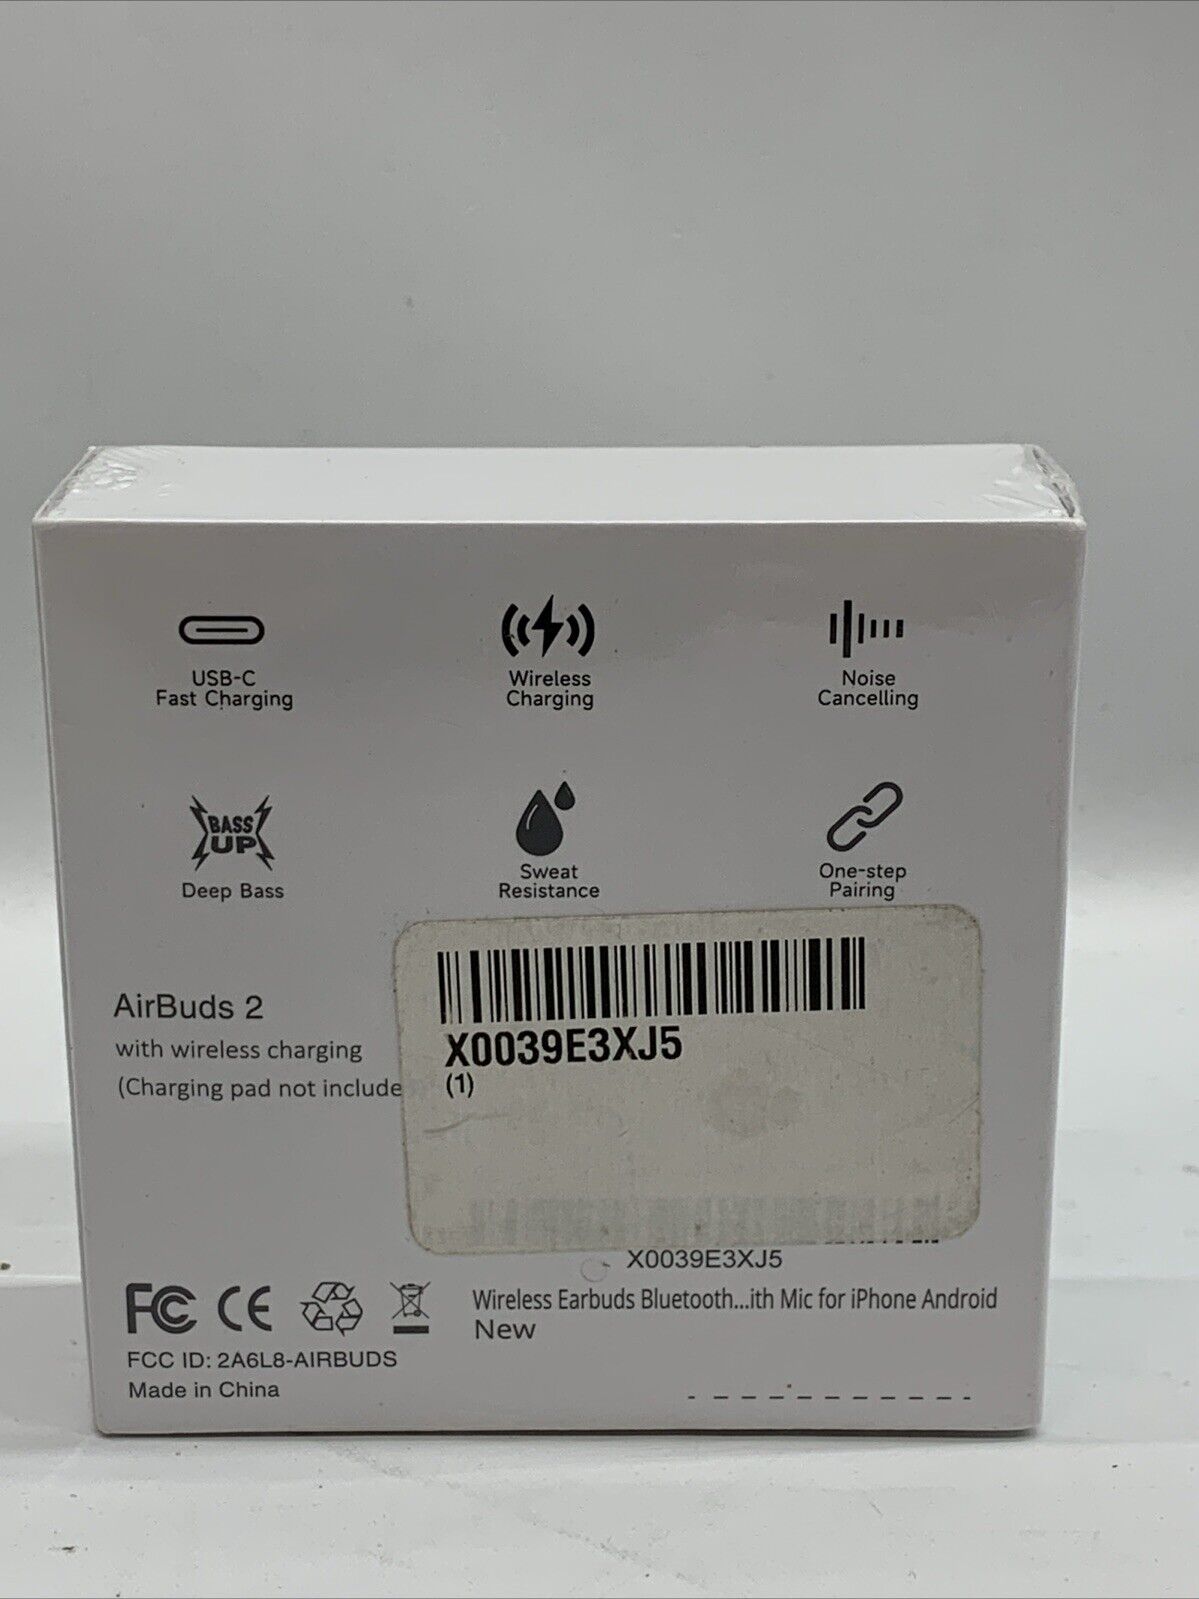 USB-C
Fast Charging
Wireless
Charging
Noise
Cancelling
BASS
UP
Deep Bass
Sweat
Resistance
One-step
Pairing
AirBuds 2
with wireless charging
(Charging pad not include
X0039E3XJ5
(1)
X0039E3XJ5
Wireless Earbuds Bluetooth...ith Mic for iPhone Android
New
FC CE
FCC ID: 2A6L8-AIRBUDS
Made in China